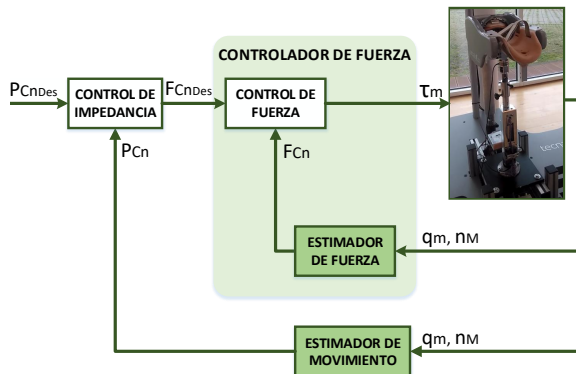 CONTROLADOR DE FUERZA
PCnDes
CONTROL DE
IMPEDANCIA
FCnDes
CONTROL DE
FUERZA
τm
PCn
FCn
ESTIMADOR
DE FUERZA
qm, nM
ESTIMADOR DE
MOVIMIENTO
qm, nM